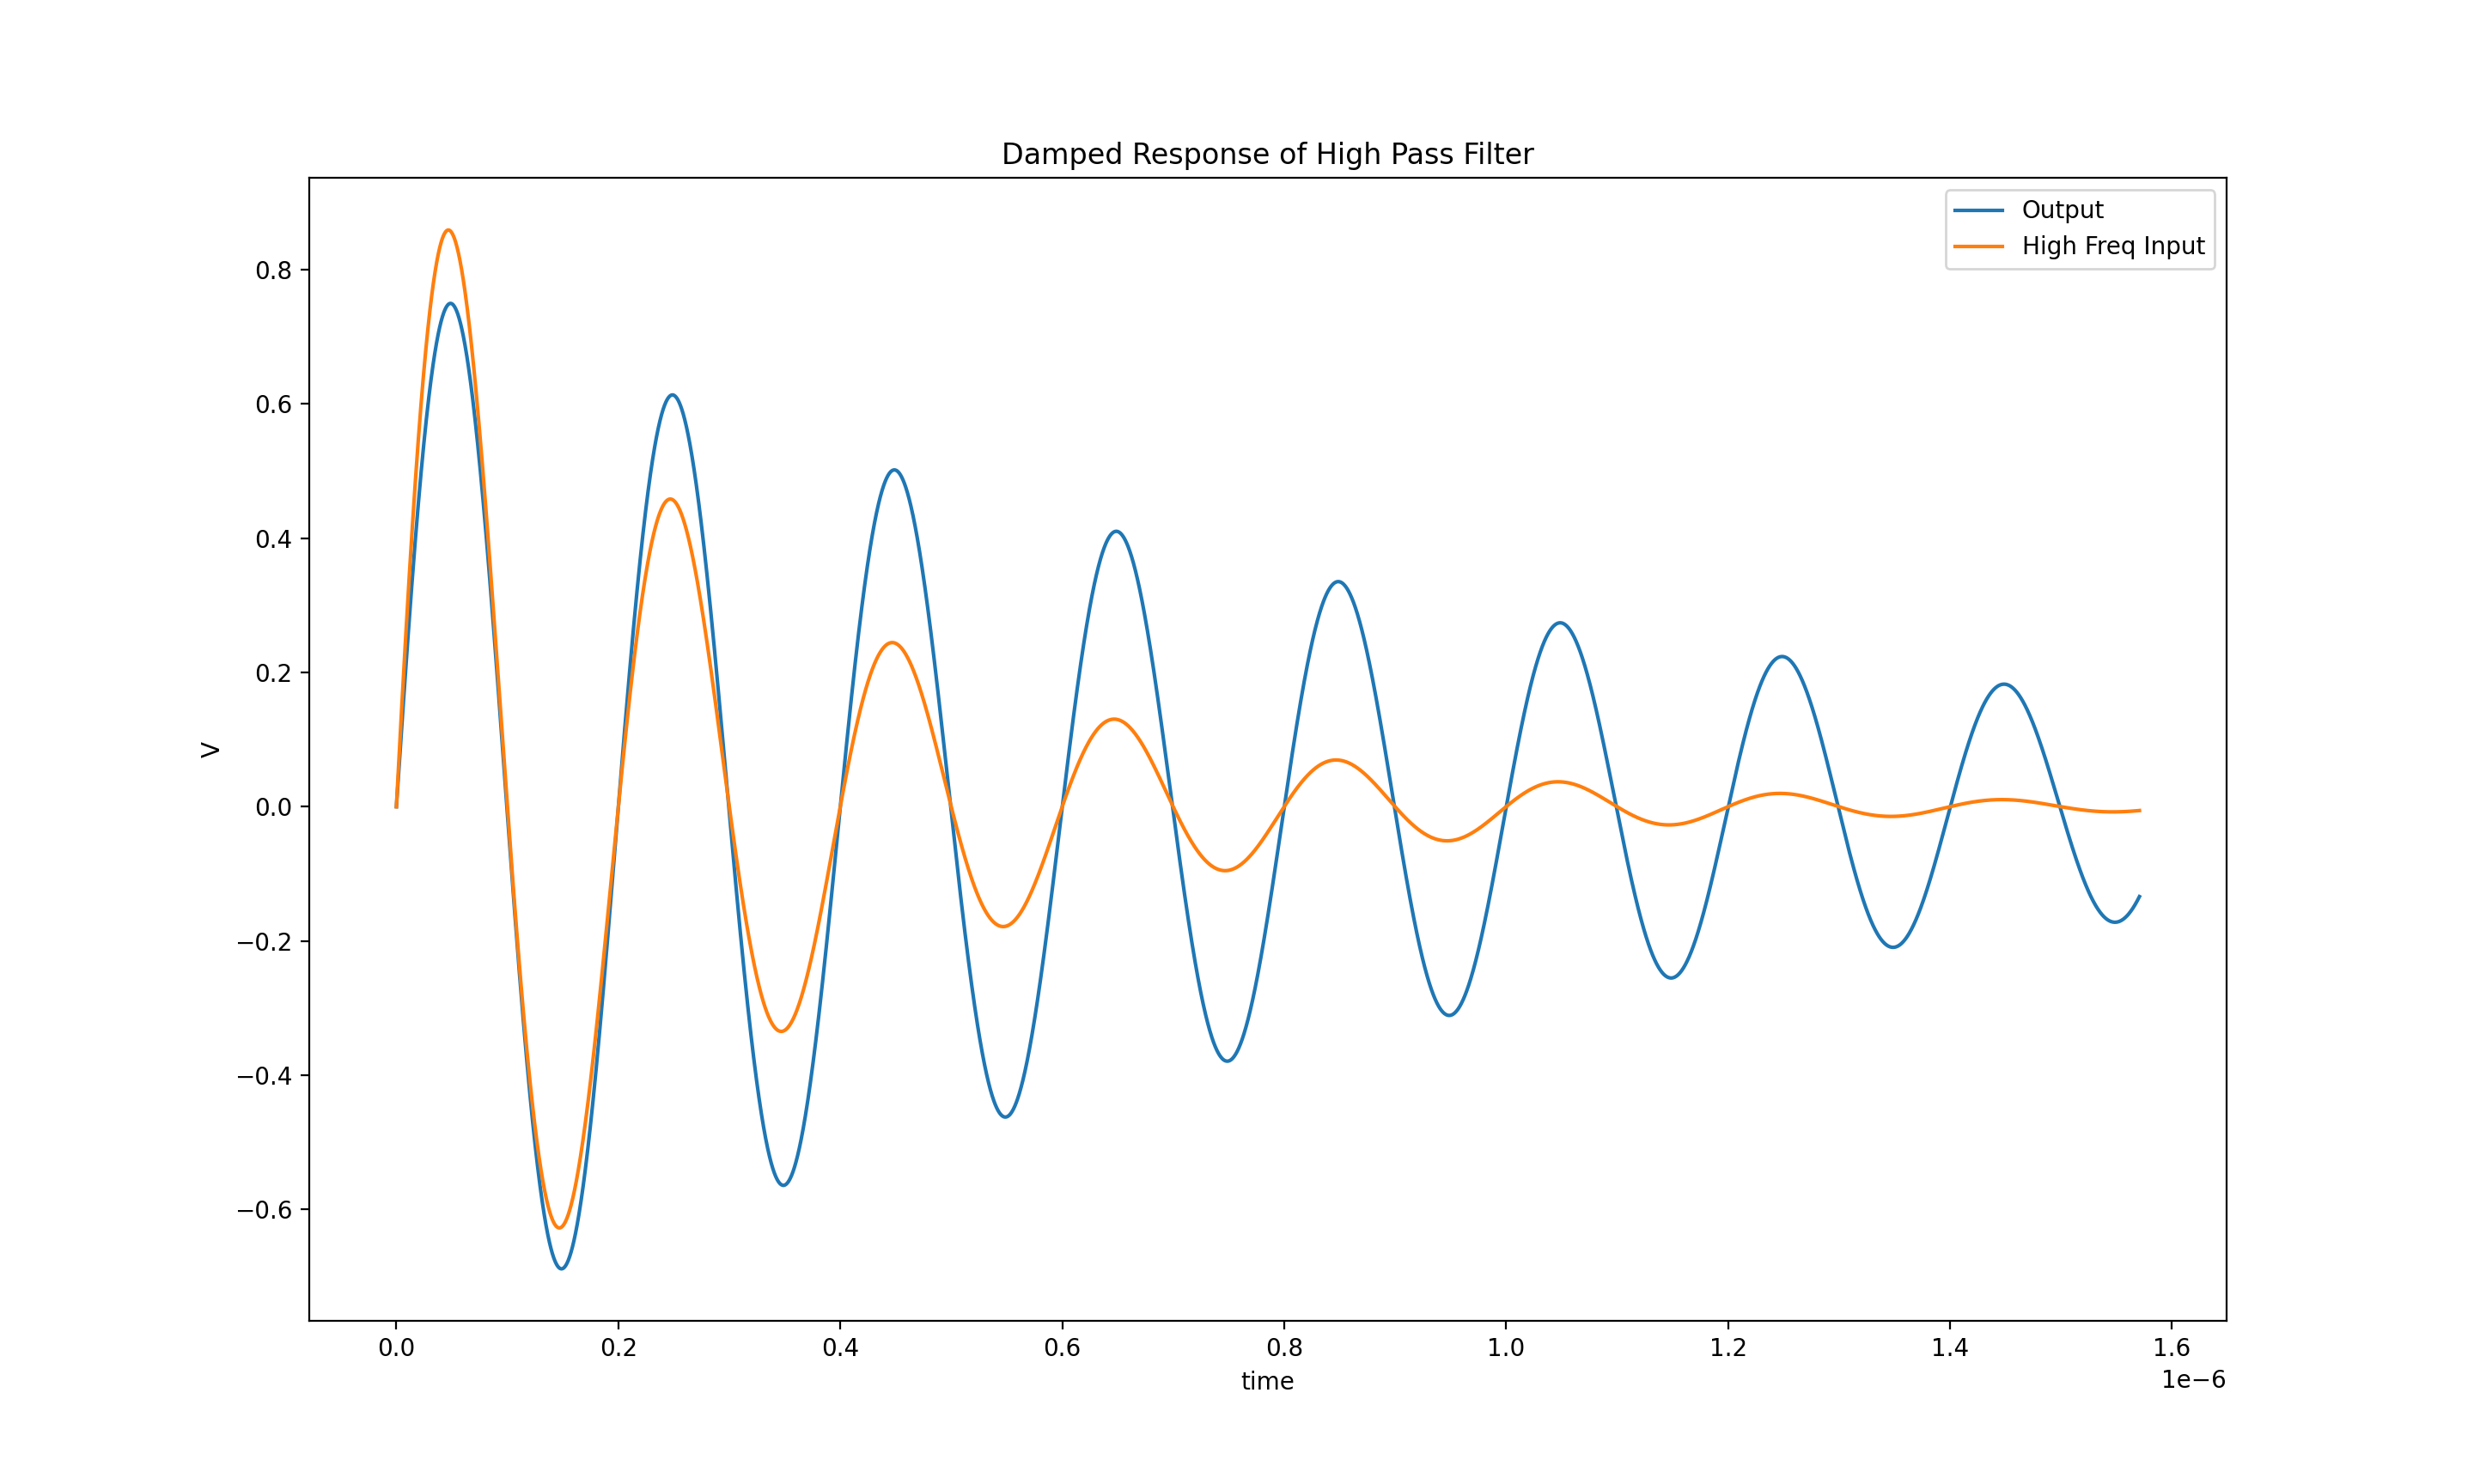 Damped Response of High Pass Filter
Output
High Freq Input
0.8
0.6
0.4
0.2
0.0
−0.2
−0.4
−0.6
V
0.0 0.2 0.4 0.6 0.8 1.0 1.2 1.4 1.6
time
1e−6